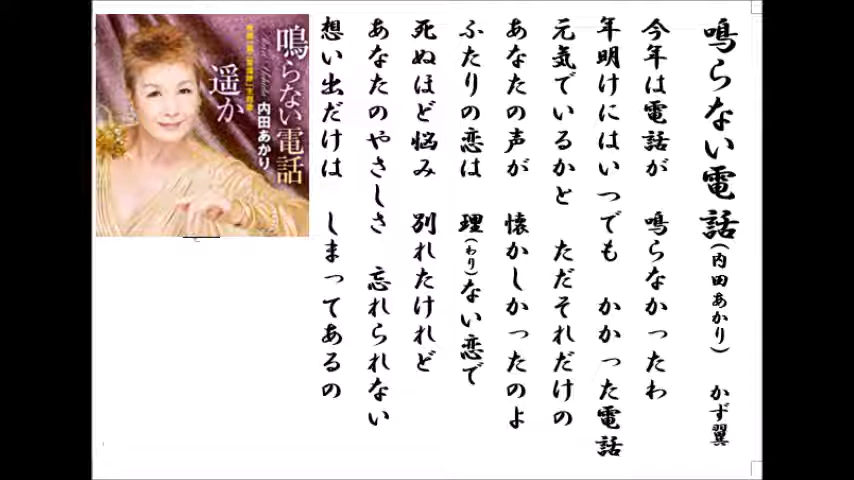 鳴らない電話(内田あかり) かず翼
今年は電話が 鳴らなかったわ
年明けにはいつでも かかった電話
元気でいるかと ただそれだけの
あなたの声が 懐かしかったのよ
ふたりの恋は 理(わり)ない恋で
死ぬほど悩み 別れたけれど
あなたのやさしさ 忘れられない
想い出だけは しまってあるの
鳴らない電話
遥か
内田あかり